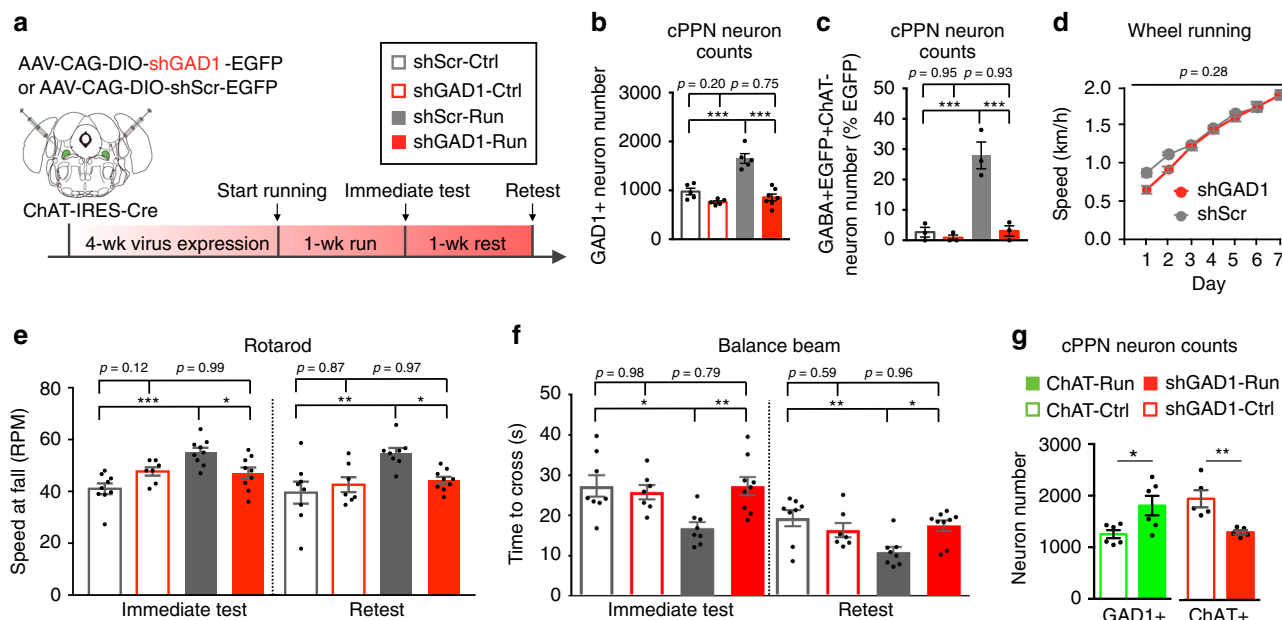 a
AAV-CAG-DIO-shGAD1 -EGFP
or AAV-CAG-DIO-shScr-EGFP
ChAT-IRES-Cre
shScr-Ctrl
shGAD1-Ctrl
shScr-Run
shGAD1-Run
Start running
Immediate test
Retest
4-wk virus expression
1-wk run
1-wk rest
b
cPPN neuron
counts
p = 0.20
p = 0.75
***
***
GAD1+ neuron number
3000
2000
1000
0
c
cPPN neuron
counts
p = 0.95
p = 0.93
***
***
GABA+EGFP+ChAT-
neuron number (% EGFP)
50
40
30
20
10
0
d
Wheel running
p = 0.28
Speed (km/h)
2.0
1.0
0.0
shGAD1
shScr
1 2 3 4 5 6 7
Day
e
Rotarod
p = 0.12
p = 0.99
***
*
p = 0.87
p = 0.97
**
*
Speed at fall (RPM)
80
60
40
20
0
Immediate test
Retest
f
Balance beam
p = 0.98
p = 0.79
*
**
p = 0.59
p = 0.96
**
*
Time to cross (s)
50
40
30
20
10
0
Immediate test
Retest
g
cPPN neuron counts
ChAT-Run
shGAD1-Run
ChAT-Ctrl
shGAD1-Ctrl
Neuron number
3000
2000
1000
0
*
**
GAD1+
ChAT+